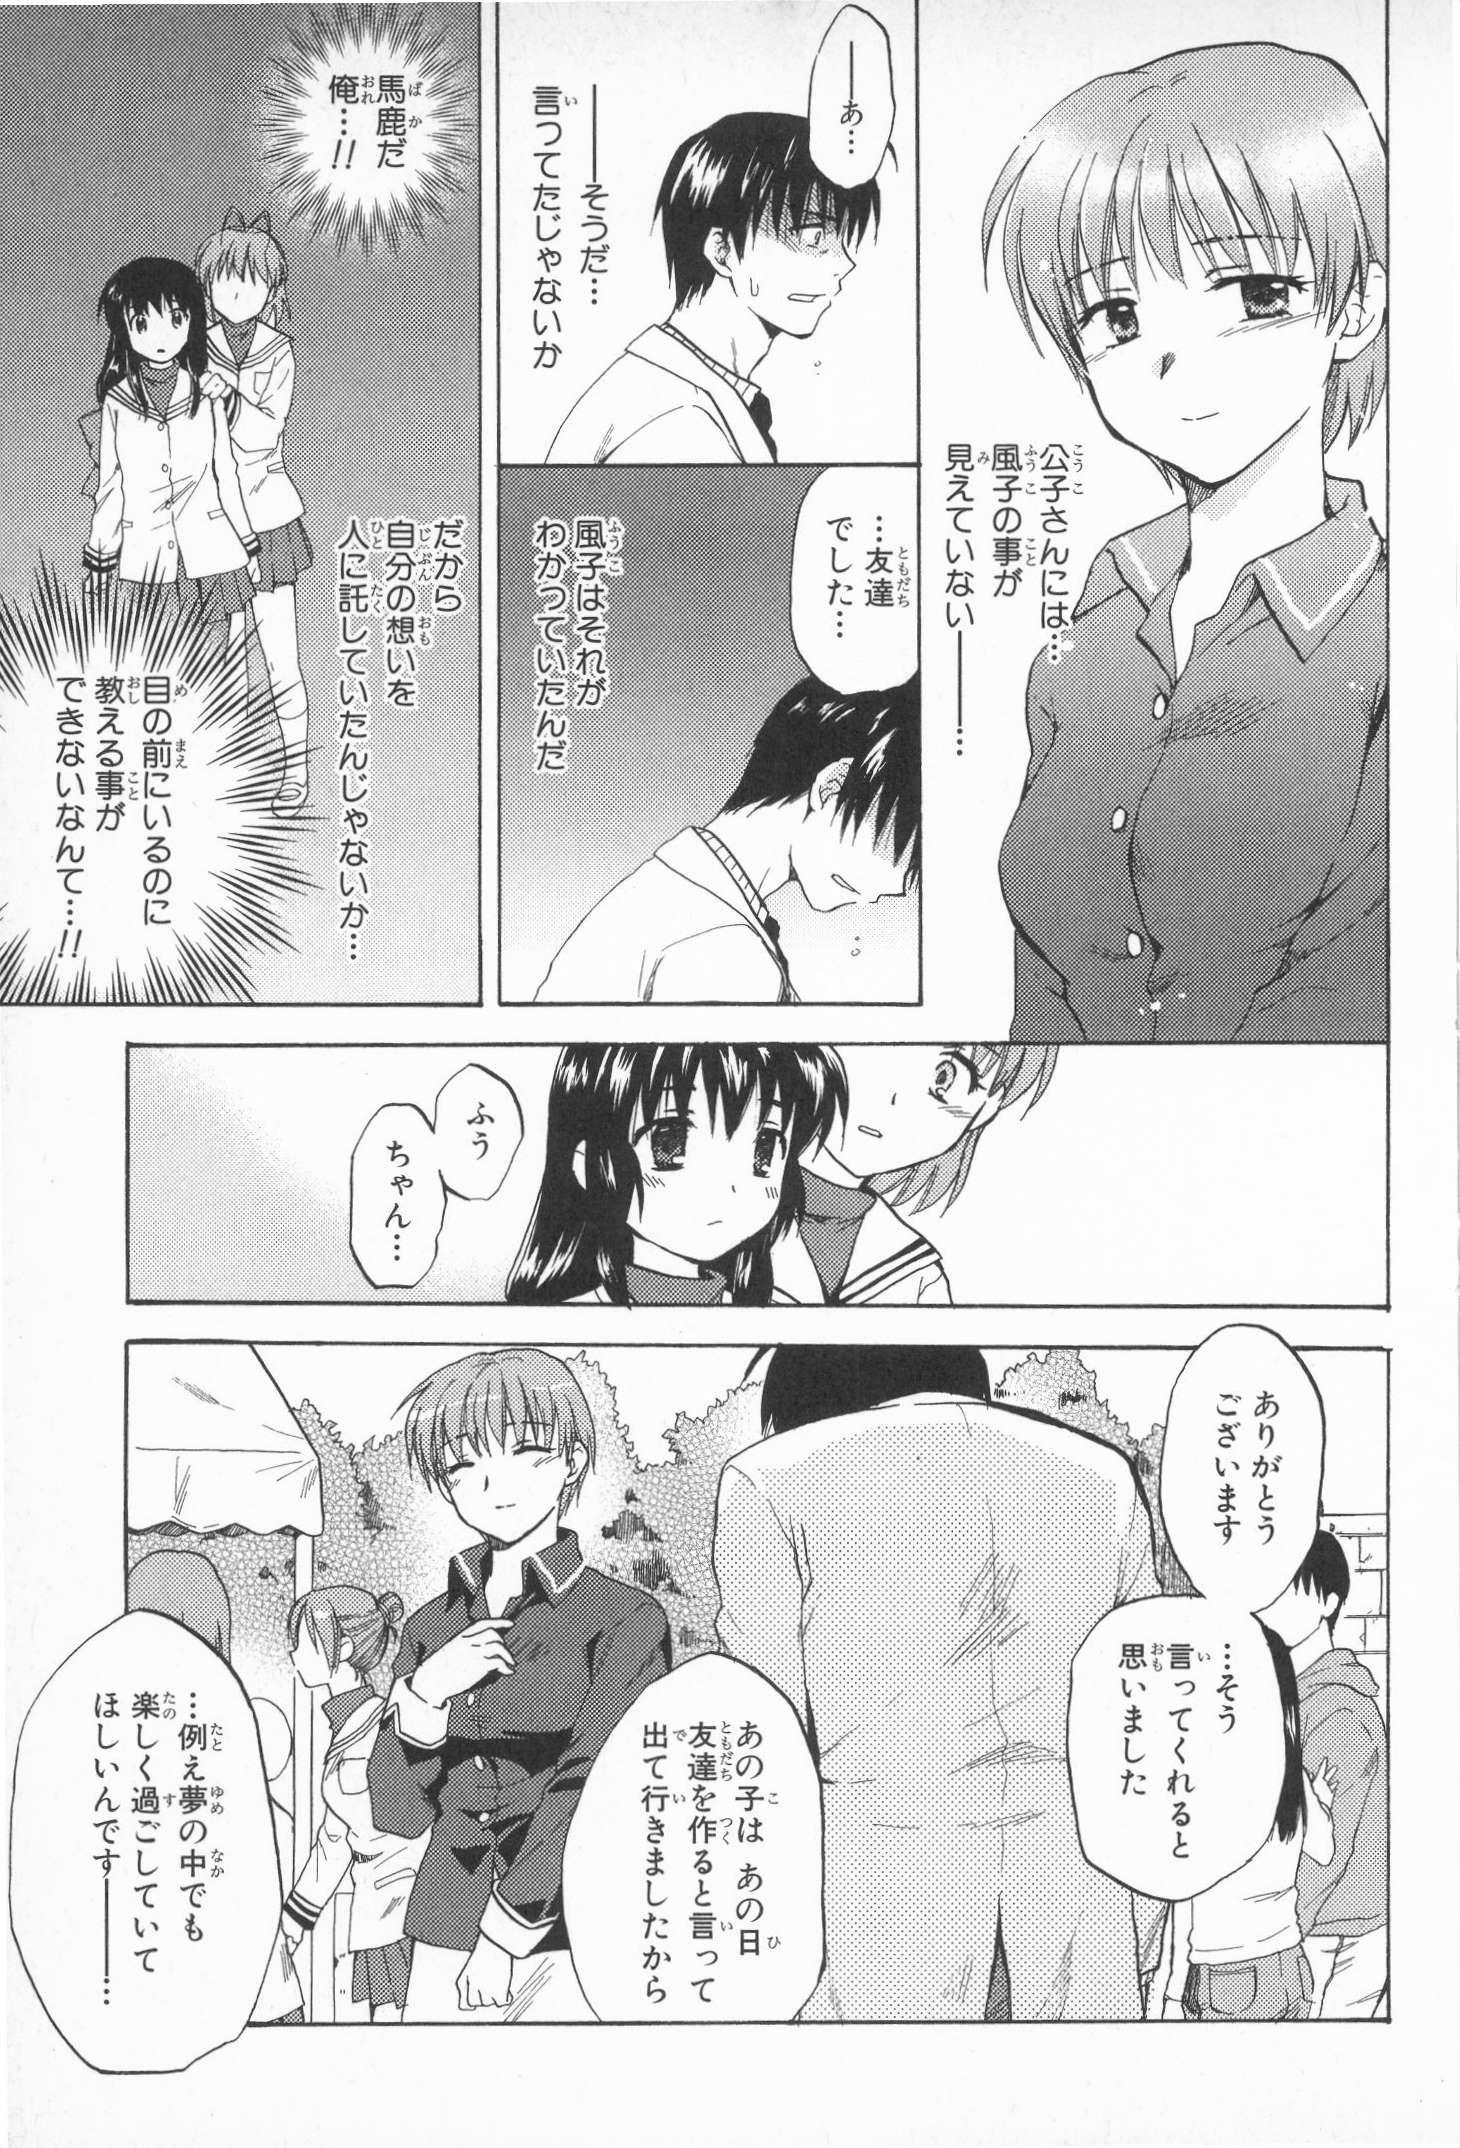 公子さんには…
風子の事が
見えていない――…
――あ…
――そうだ…
言ってたじゃないか
…友達
でした…
風子はそれが
わかっていたんだ
馬鹿だ
俺…!!
だから
自分の想いを
人に託していたんじゃないか…
目の前にいるのに
教える事が
できないなんて…!!
ふう
ちゃん…
ありがとう
ございます
…そう
言ってくれると
思いました
あの子は あの日
友達を作ると言って
出て行きましたから
…例え夢の中でも
楽しく過ごしていて
ほしいんです――…